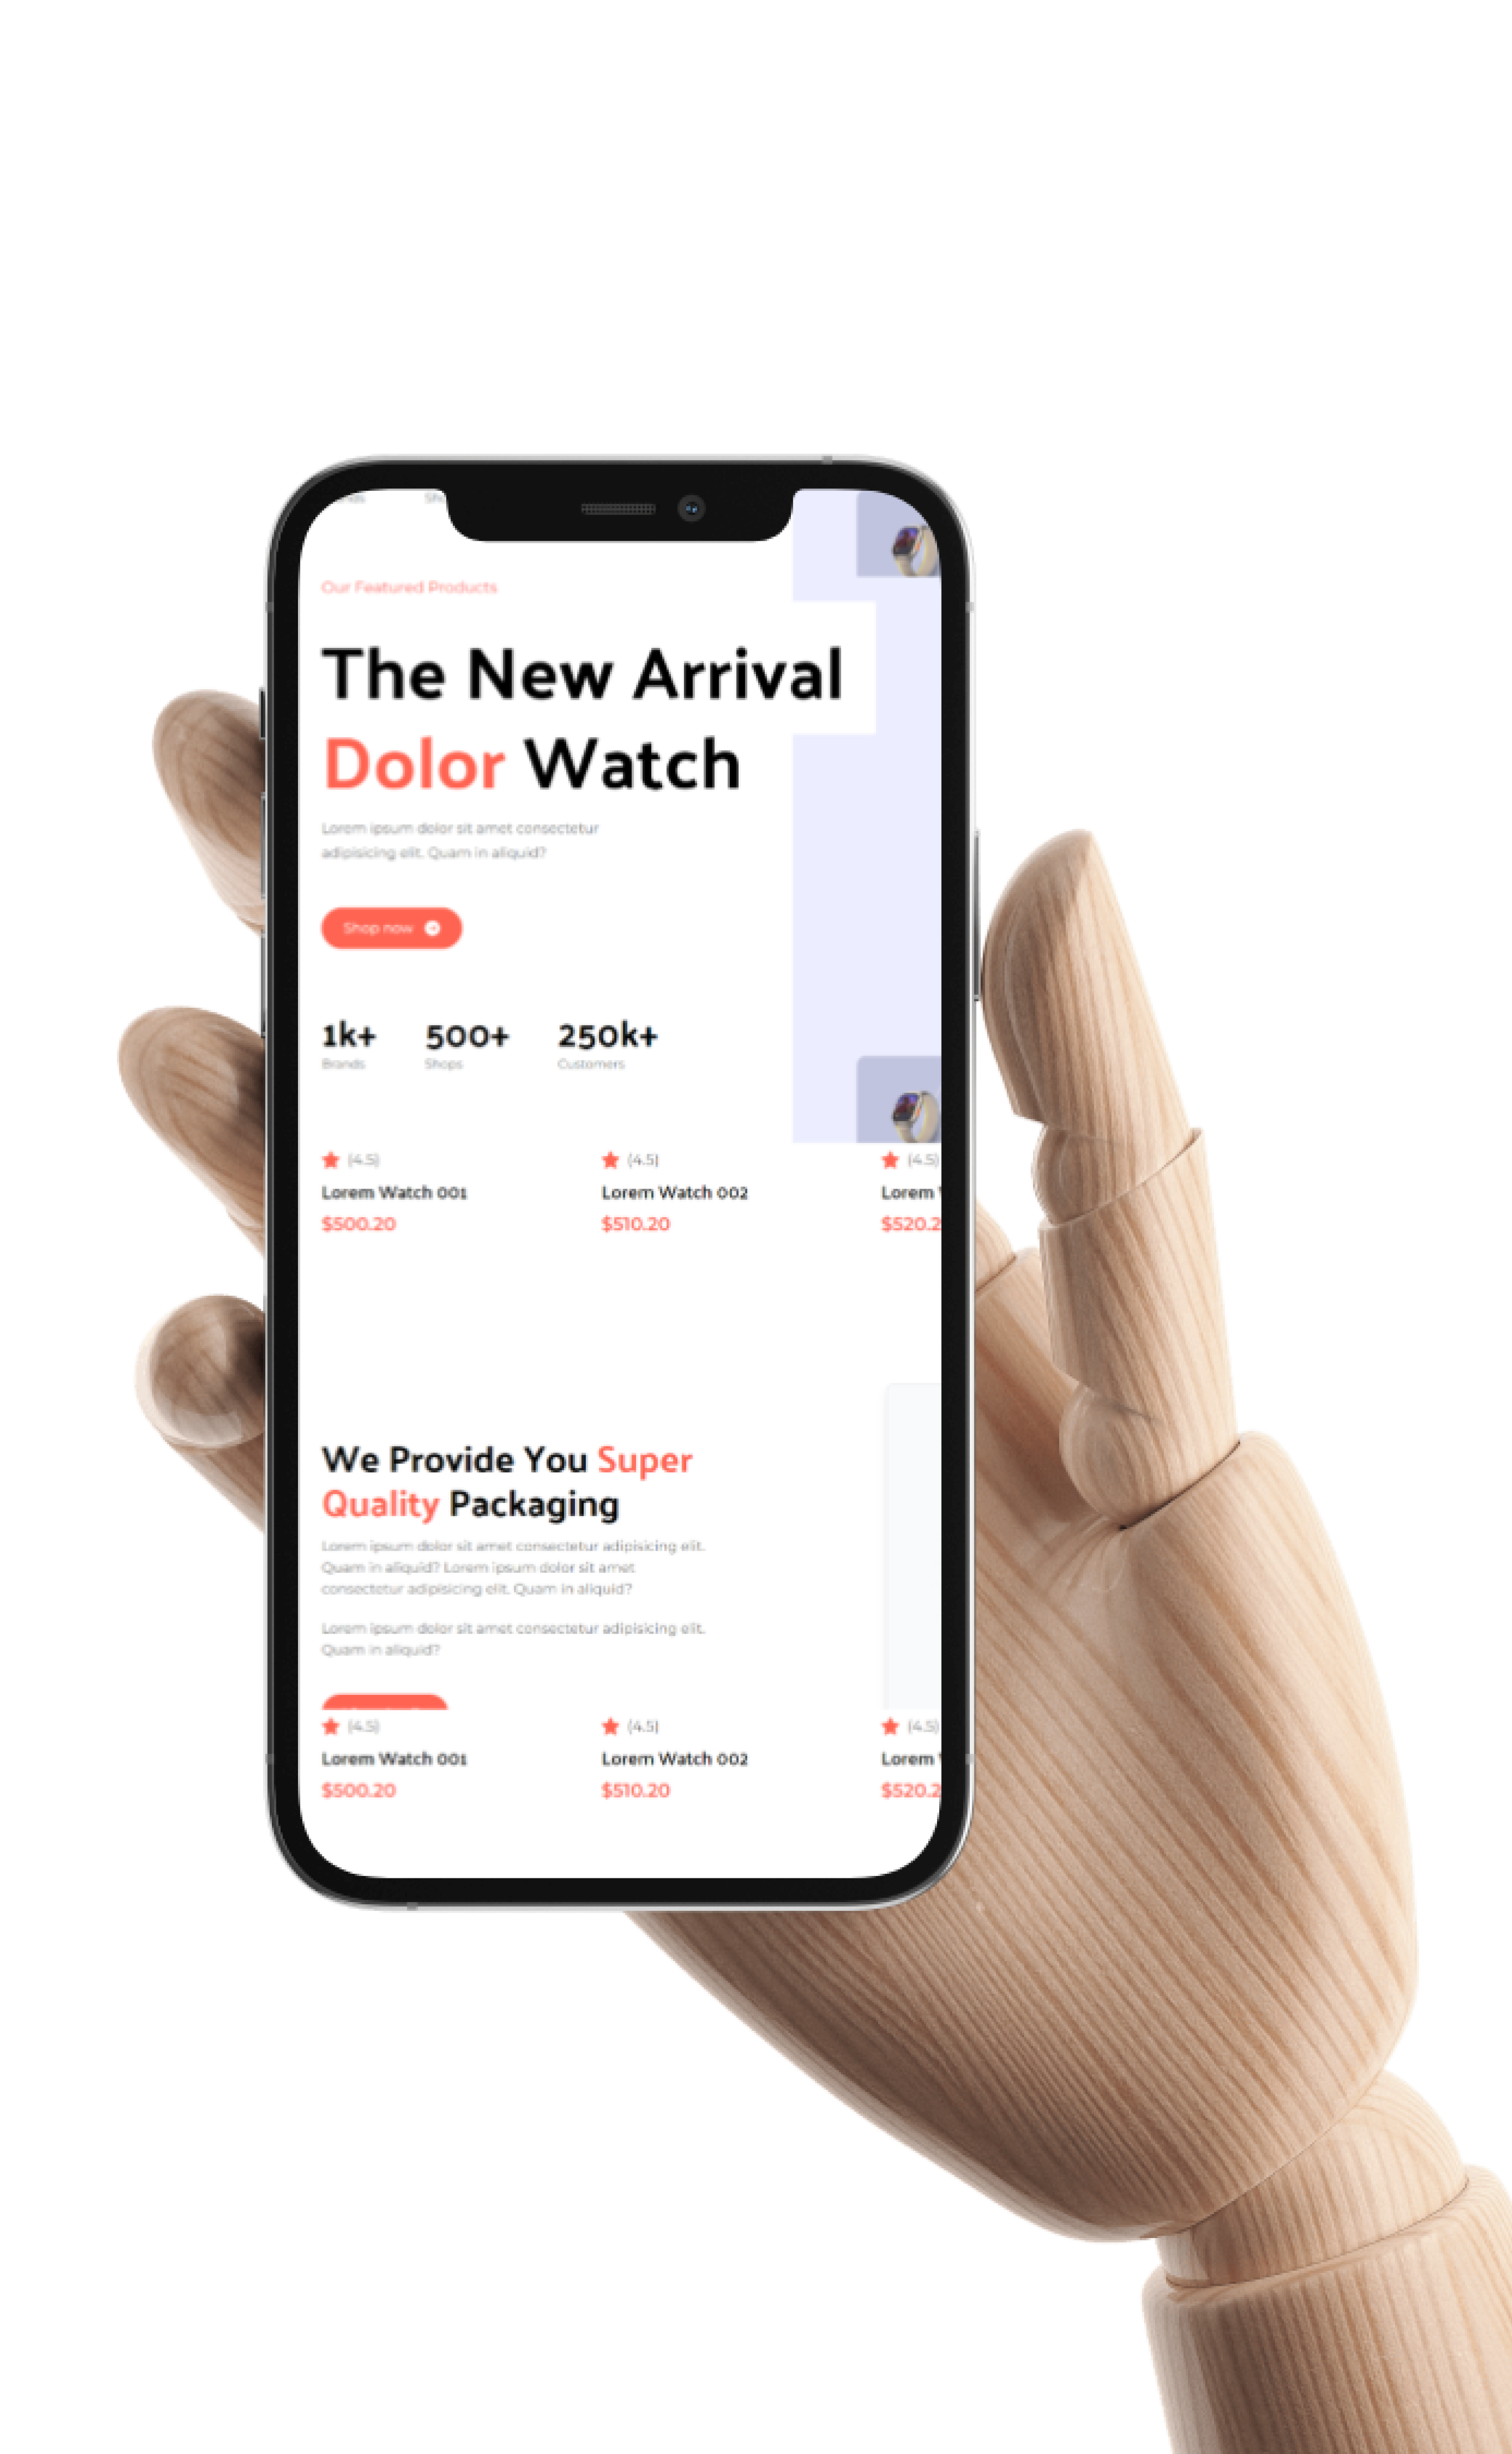 Our Featured Products
The New Arrival
Dolor Watch
Lorem ipsum dolor sit amet consectetur
adipisicing elit. Quam in aliquid?
Shop now
1k+ 500+ 250k+
Brands Shops Customers
(4.5) (4.5) (4.5)
Lorem Watch 001 Lorem Watch 002 Lorem
$500.20 $510.20 $520.2
We Provide You Super
Quality Packaging
Lorem ipsum dolor sit amet consectetur adipisicing elit.
Quam in aliquid? Lorem ipsum dolor sit amet
consectetur adipisicing elit. Quam in aliquid?
Lorem ipsum dolor sit amet consectetur adipisicing elit.
Quam in aliquid?
(4.5) (4.5) (4.5)
Lorem Watch 001 Lorem Watch 002 Lorem
$500.20 $510.20 $520.2